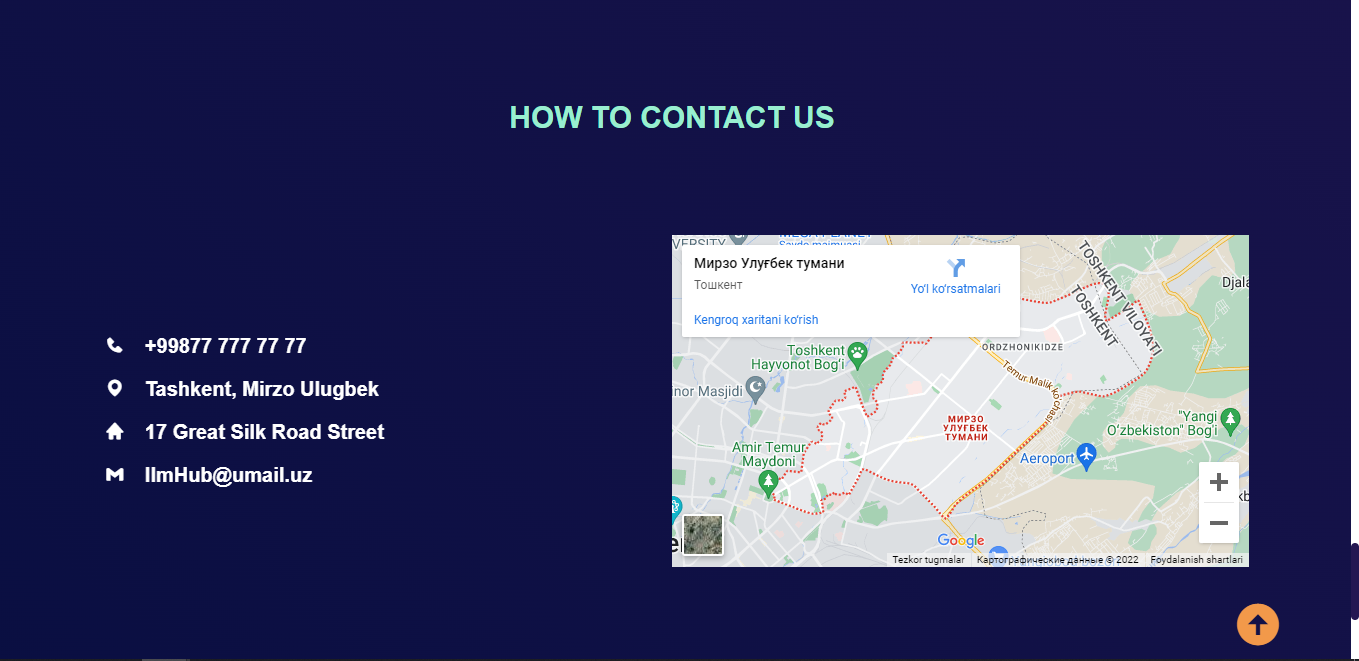 HOW TO CONTACT US
+99877 777 77 77
Tashkent, Mirzo Ulugbek
17 Great Silk Road Street
IlmHub@umail.uz
VERSITY
Мирзо Улуғбек тумани
Тошкент
Yo‘l ko‘rsatmalari
Kengroq xaritani ko‘rish
TOSHKENT VILOYATI
TOSHKENT
ORDZHONIKIDZE
Toshkent
Hayvonot Bog‘i
inor Masjidi
Temur Malik ko‘chasi
МИРЗО
УЛУҒБЕК
ТУМАНИ
"Yangi
O‘zbekiston" Bog‘i
Amir Temur
Maydoni
Aeroport
Google
Tezkor tugmalar
Картографические данные © 2022
Foydalanish shartlari